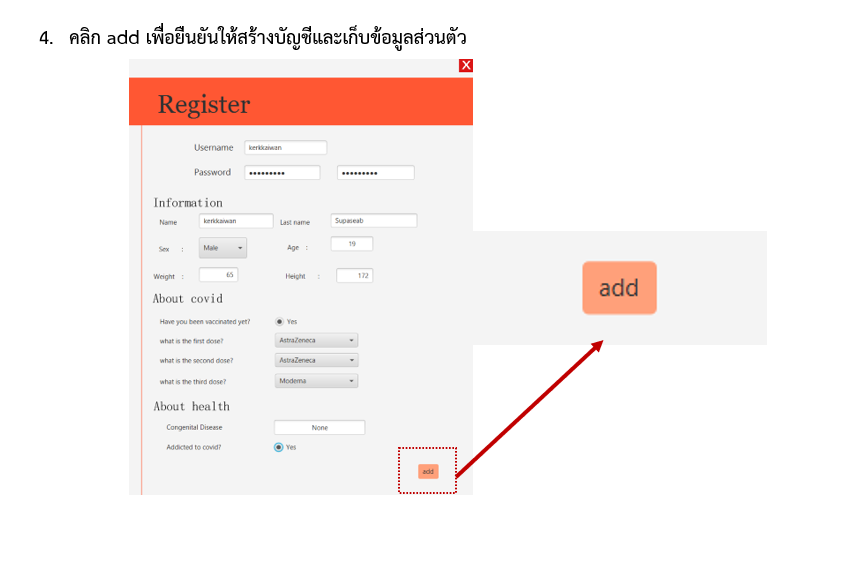 4. คลิก add เพื่อยืนยันให้สร้างบัญชีและเก็บข้อมูลส่วนตัว
X
Register
Username kerkkaiwan
Password ••••••••• •••••••••
Information
Name kerkkaiwan Last name Supaseab
Sex : Male Age : 19
Weight : 65 Height : 172
About covid
Have you been vaccinated yet? Yes
what is the first dose? AstraZeneca
what is the second dose? AstraZeneca
what is the third dose? Moderna
About health
Congenital Disease None
Addicted to covid? Yes
add
add